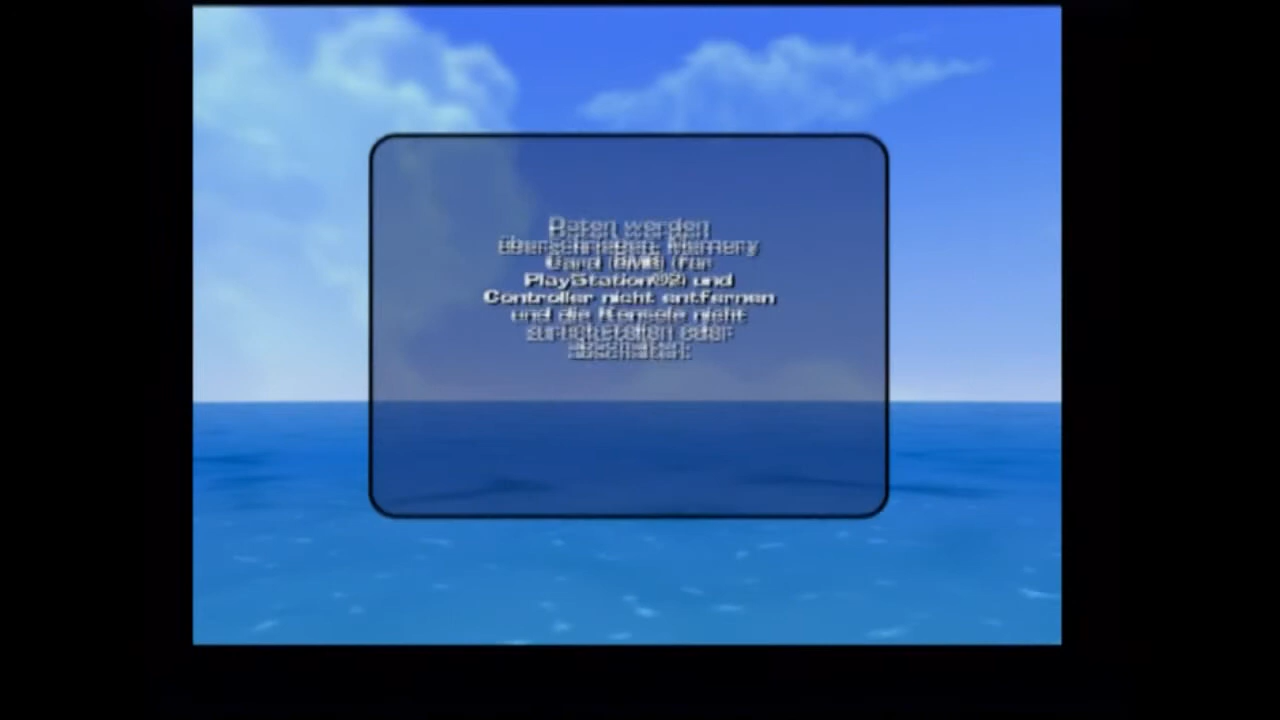 Daten werden
überschrieben. Memory
Card (8MB) (für
PlayStation®2) und
Controller nicht entfernen
und die Konsole nicht
zurückstellen oder
abschalten.